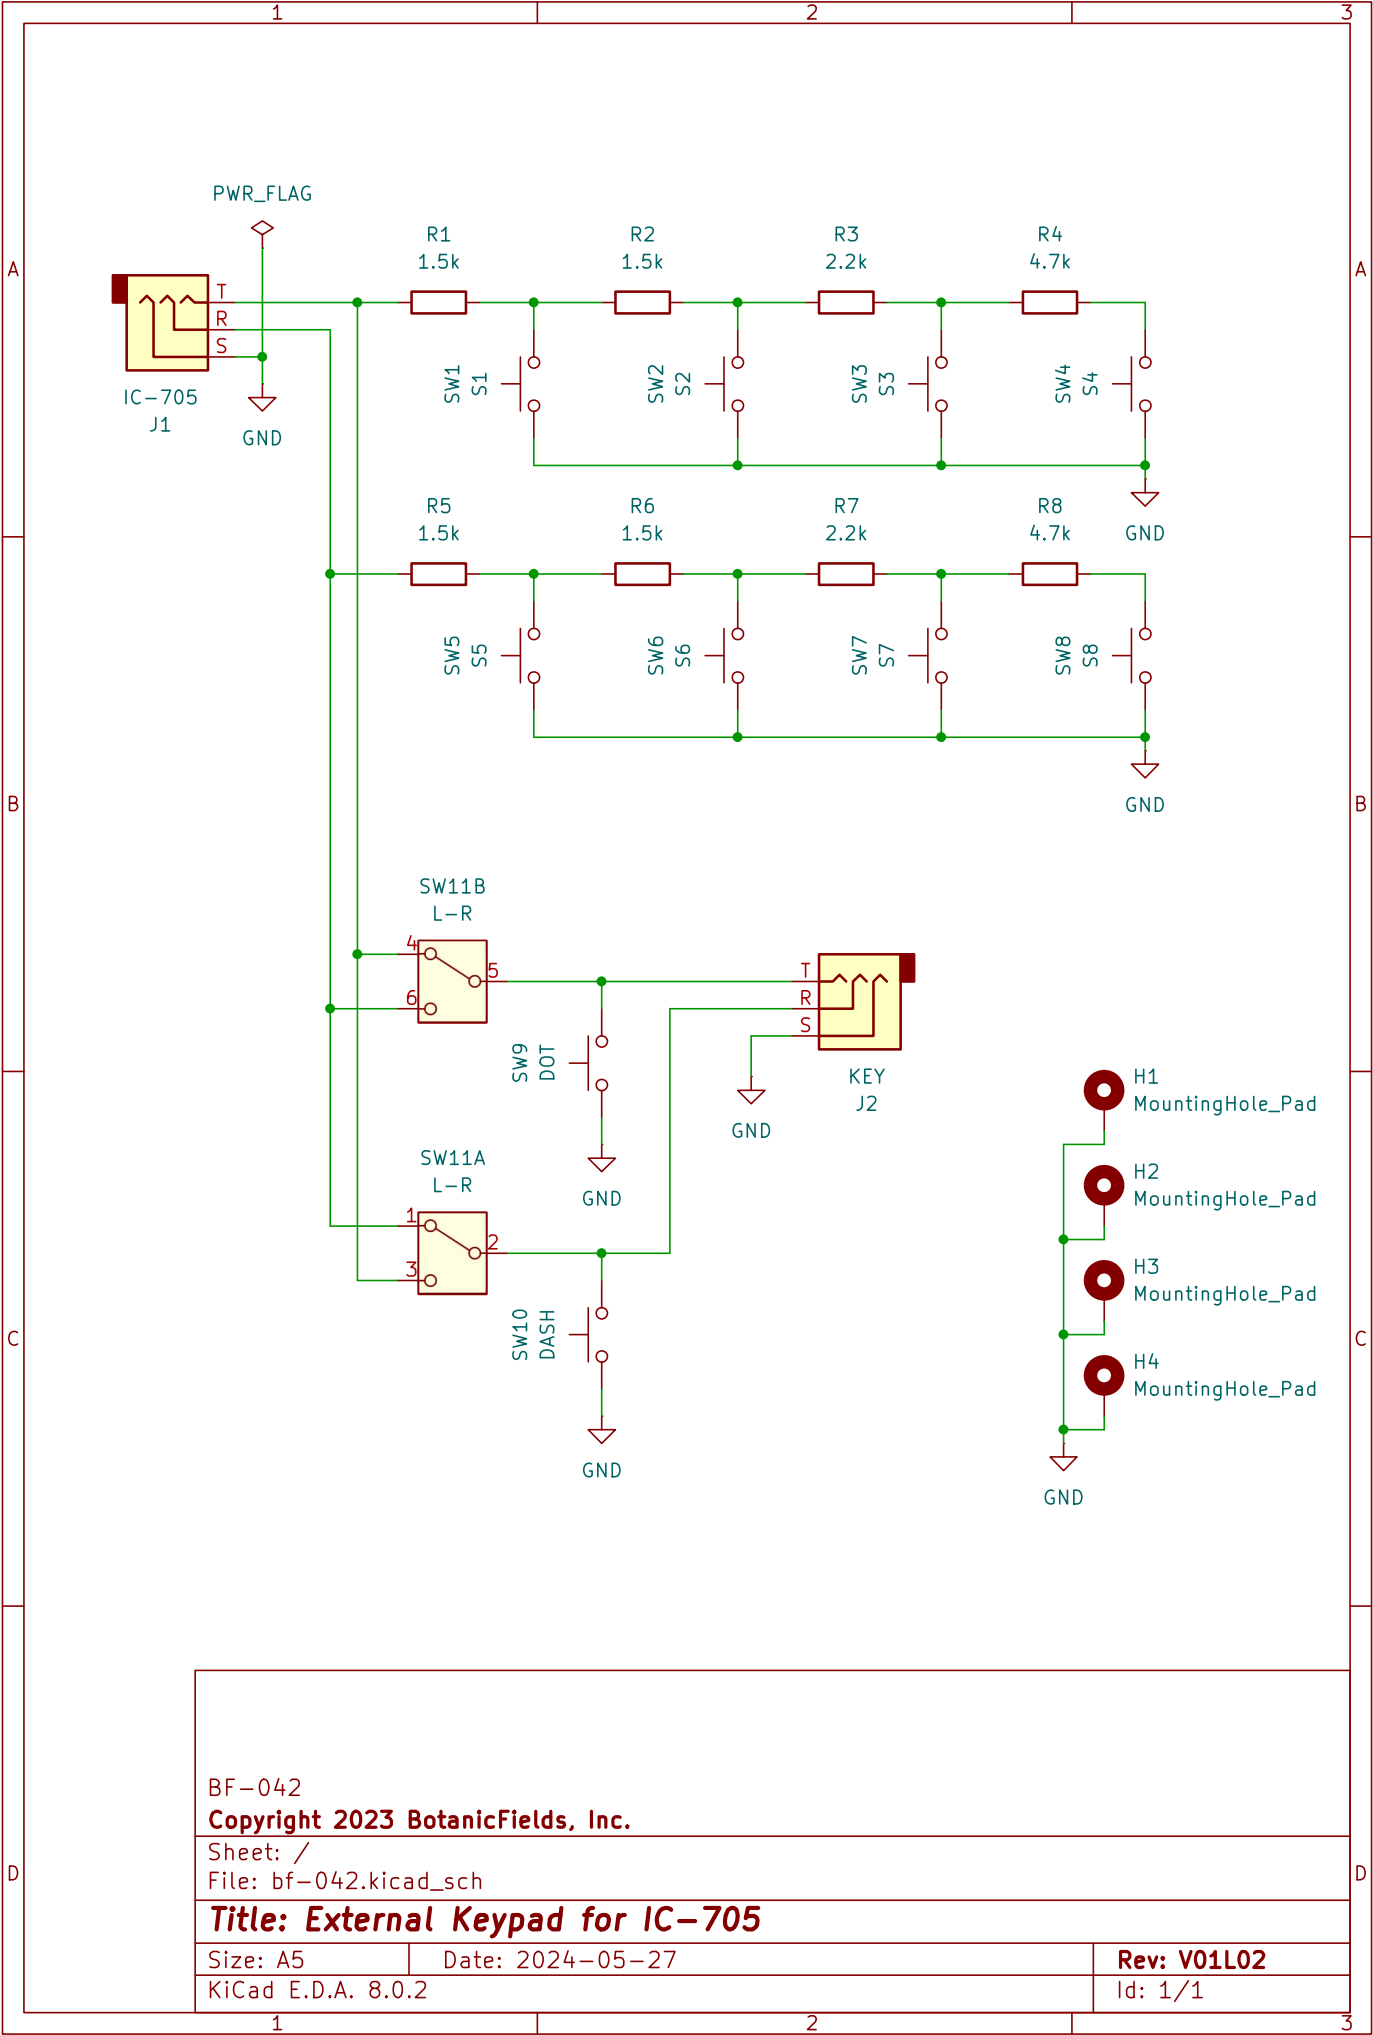 1 2 3
PWR_FLAG
R1 R2 R3 R4
1.5k 1.5k 2.2k 4.7k
A A
T
R
S
IC-705
J1
GND
SW1 S1 SW2 S2 SW3 S3 SW4 S4
GND
R5 R6 R7 R8
1.5k 1.5k 2.2k 4.7k
SW5 S5 SW6 S6 SW7 S7 SW8 S8
GND
B B
SW11B
L-R
4
5
6
T
R
S
KEY
J2
SW9 DOT
GND
GND
SW11A
L-R
1
2
3
SW10 DASH
GND
H1
MountingHole_Pad
H2
MountingHole_Pad
H3
MountingHole_Pad
H4
MountingHole_Pad
GND
C C
BF-042
Copyright 2023 BotanicFields, Inc.
Sheet: /
File: bf-042.kicad_sch
D D
Title: External Keypad for IC-705
Size: A5 Date: 2024-05-27 Rev: V01L02
KiCad E.D.A. 8.0.2 Id: 1/1
1 2 3